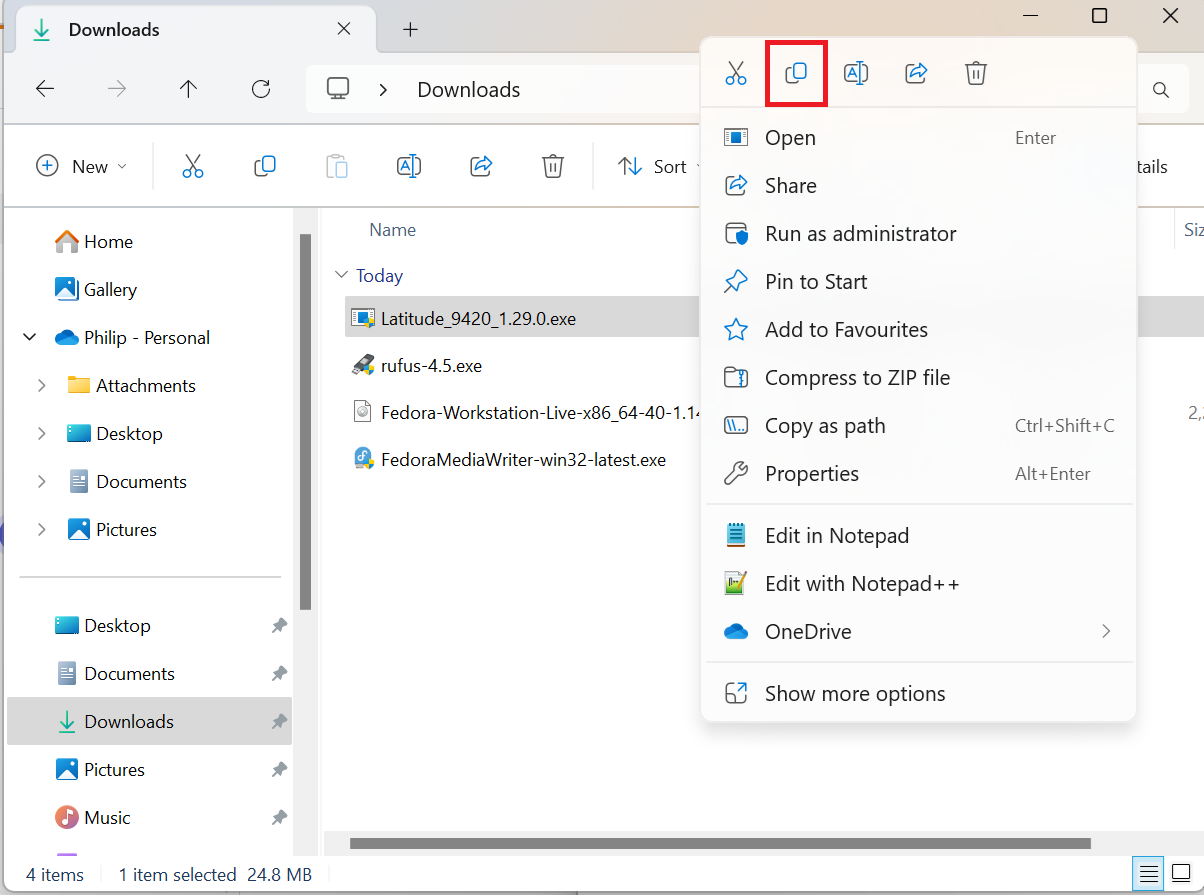 Downloads
Downloads
New
Sort
tails
Open Enter
Share
Run as administrator
Pin to Start
Add to Favourites
Compress to ZIP file
Copy as path Ctrl+Shift+C
Properties Alt+Enter
Edit in Notepad
Edit with Notepad++
OneDrive
Show more options
Home
Gallery
Philip - Personal
Attachments
Desktop
Documents
Pictures
Desktop
Documents
Downloads
Pictures
Music
Name
Siz
Today
Latitude_9420_1.29.0.exe
rufus-4.5.exe
Fedora-Workstation-Live-x86_64-40-1.14
2,
FedoraMediaWriter-win32-latest.exe
4 items 1 item selected 24.8 MB